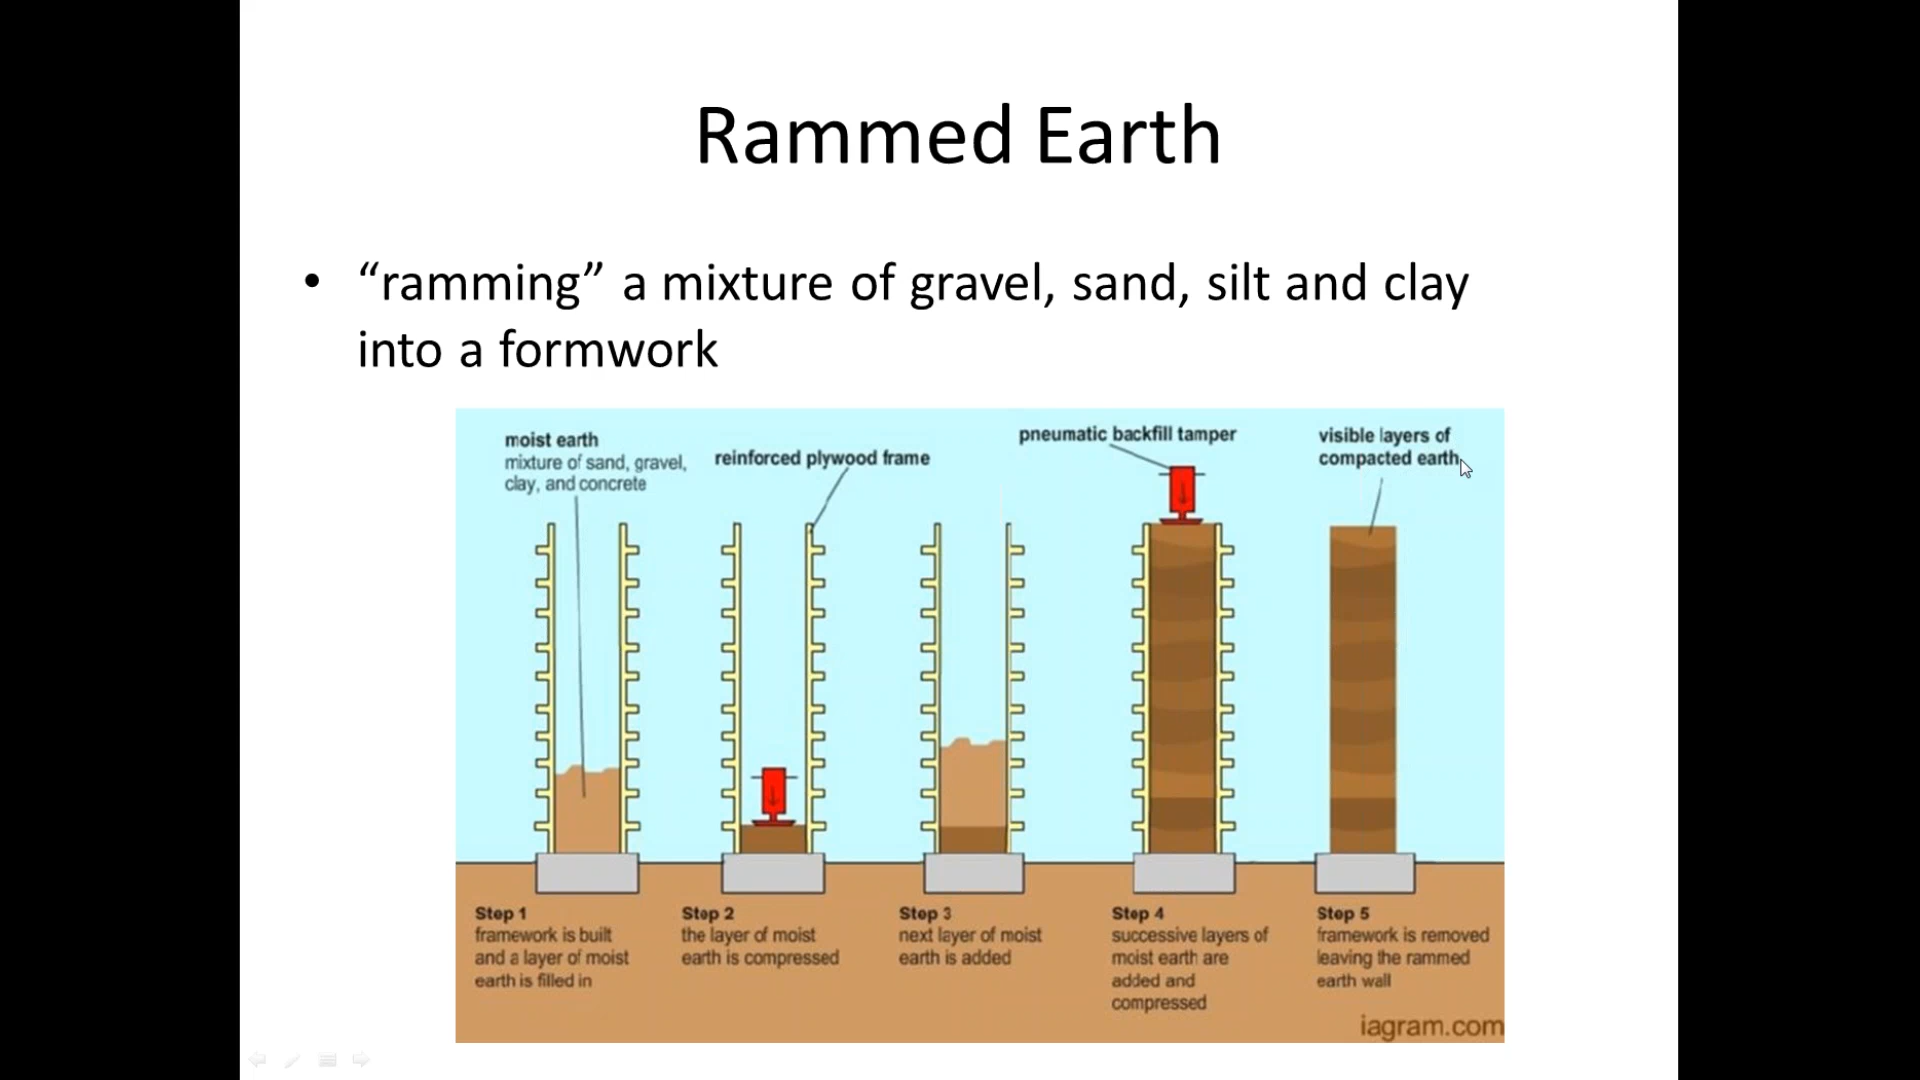 Rammed Earth
• “ramming” a mixture of gravel, sand, silt and clay
into a formwork
moist earth
mixture of sand, gravel,
clay, and concrete
reinforced plywood frame
pneumatic backfill tamper
visible layers of
compacted earth
Step 1
framework is built
and a layer of moist
earth is filled in
Step 2
the layer of moist
earth is compressed
Step 3
next layer of moist
earth is added
Step 4
successive layers of
moist earth are
added and
compressed
Step 5
framework is removed
leaving the rammed
earth wall
iagram.com